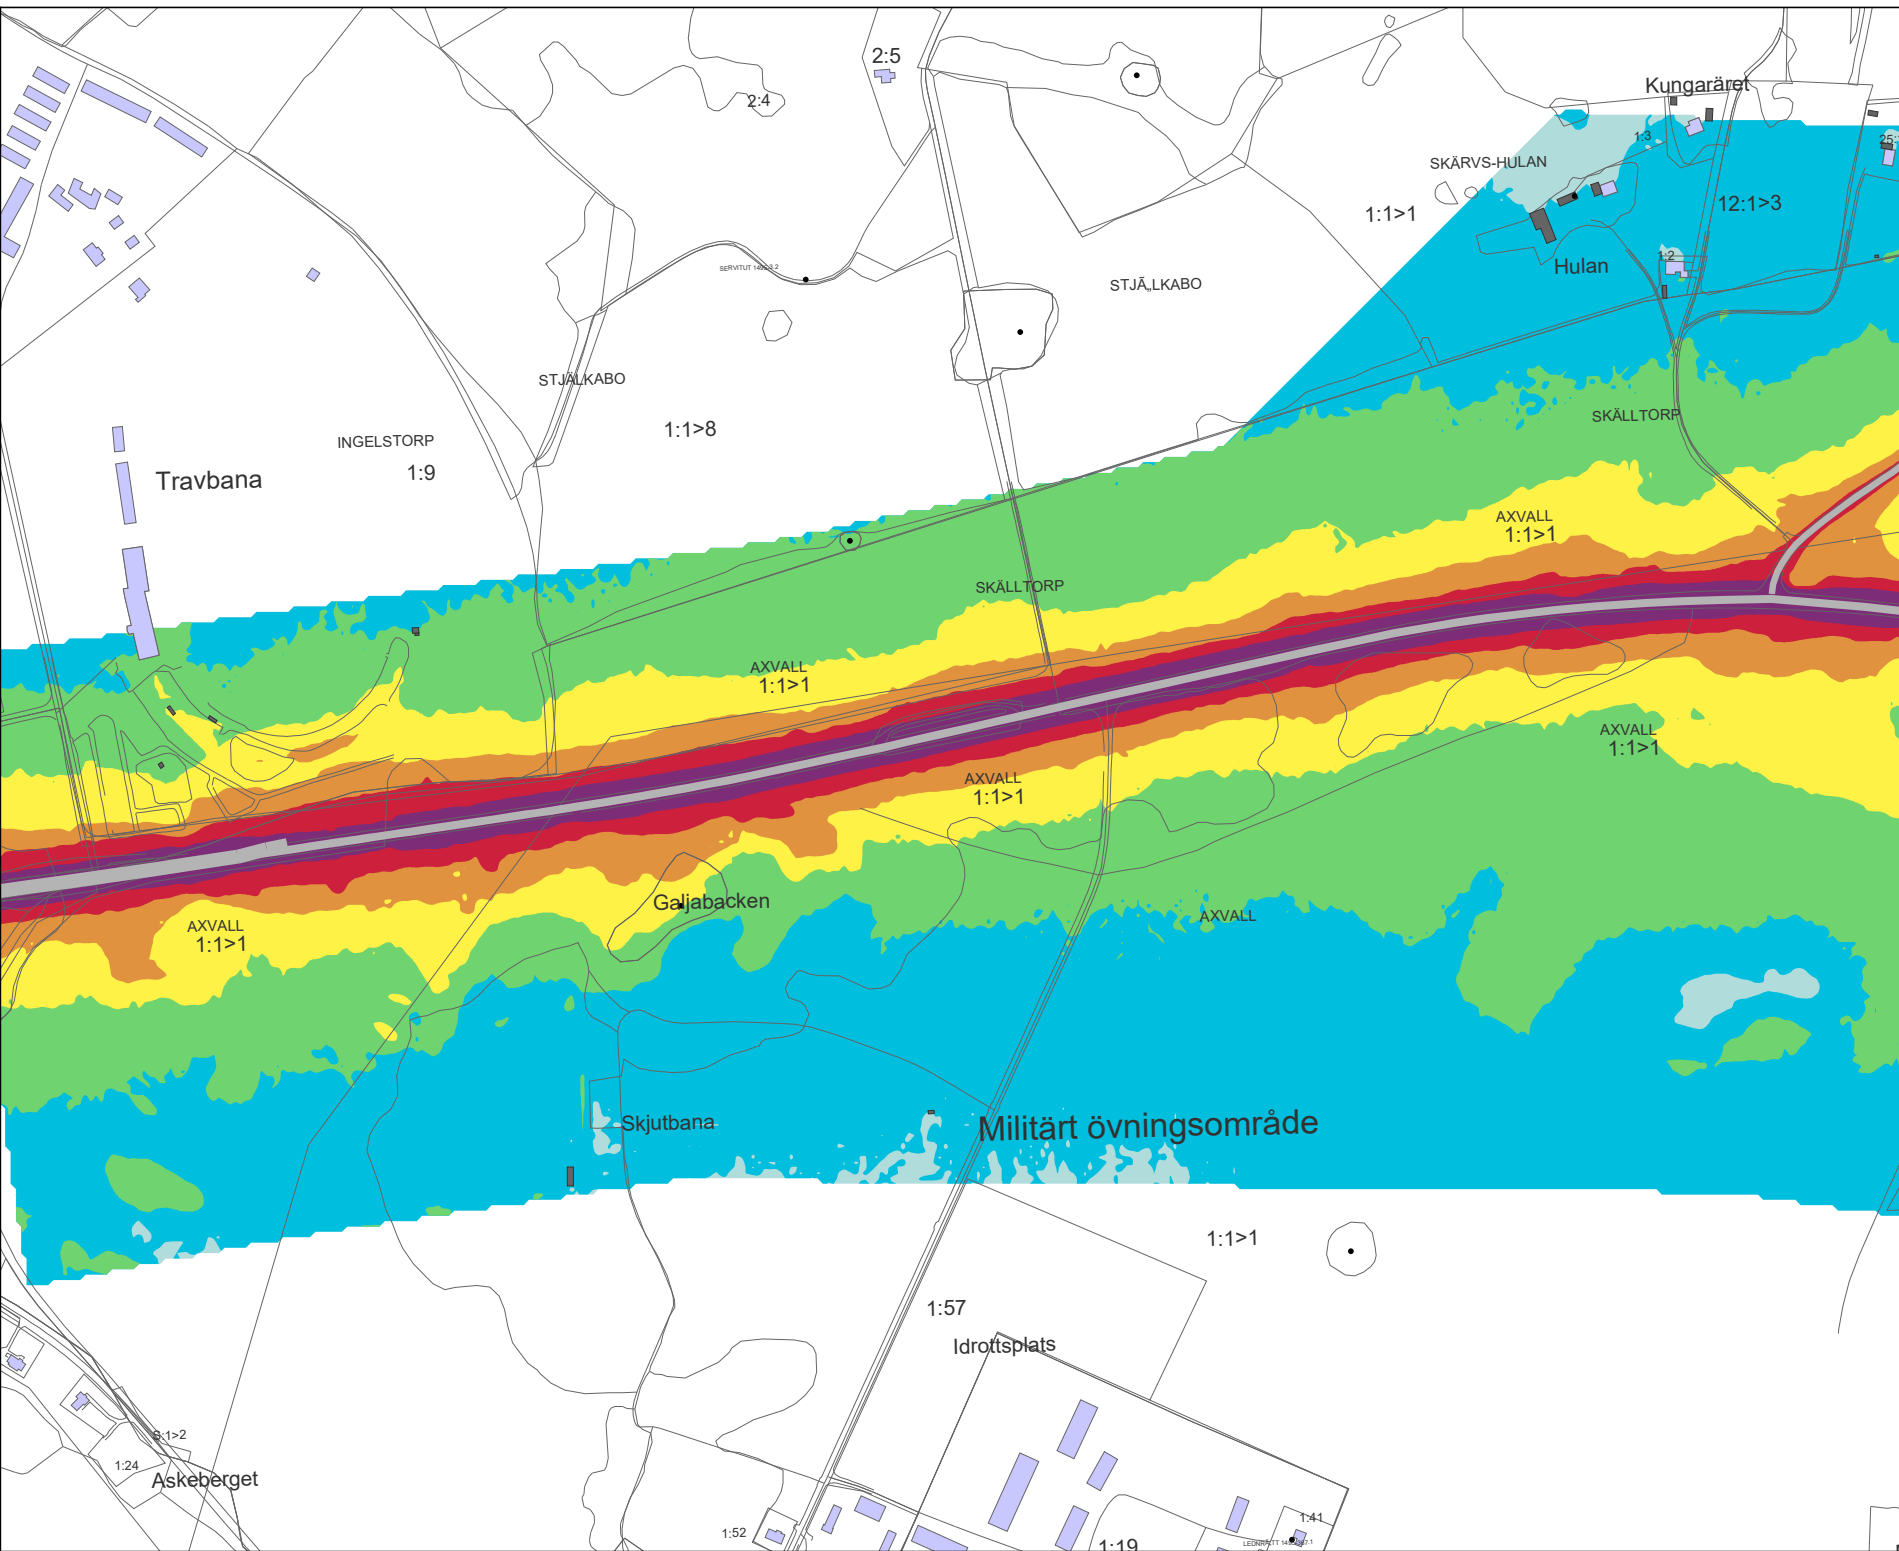 2:5
2:4
Kungaräret
1:3
SKÄRVS-HULAN
1:1>1
12:1>3
1:2
Hulan
STJÄ„LKABO
STJÄLKABO
1:1>8
INGELSTORP
1:9
Travbana
SKÄLLTORP
AXVALL
1:1>1
SKÄLLTORP
AXVALL
1:1>1
AXVALL
1:1>1
AXVALL
1:1>1
Galjabacken
AXVALL
AXVALL
1:1>1
Skjutbana
Militärt övningsområde
1:1>1
1:57
Idrottsplats
S:1>2
1:24
Askeberget
1:52
1:41
1:19